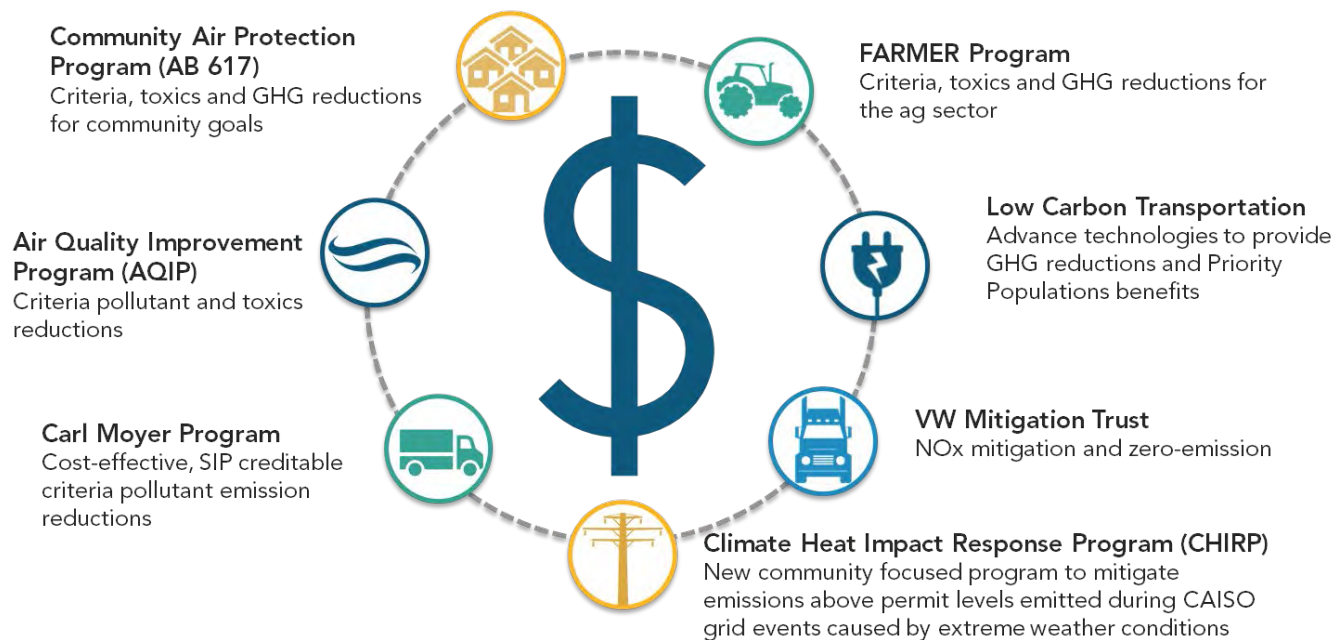 Community Air Protection
Program (AB 617)
Criteria, toxics and GHG reductions
for community goals
FARMER Program
Criteria, toxics and GHG reductions for
the ag sector
Air Quality Improvement
Program (AQIP)
Criteria pollutant and toxics
reductions
Low Carbon Transportation
Advance technologies to provide
GHG reductions and Priority
Populations benefits
Carl Moyer Program
Cost-effective, SIP creditable
criteria pollutant emission
reductions
VW Mitigation Trust
NOx mitigation and zero-emission
Climate Heat Impact Response Program (CHIRP)
New community focused program to mitigate
emissions above permit levels emitted during CAISO
grid events caused by extreme weather conditions
$